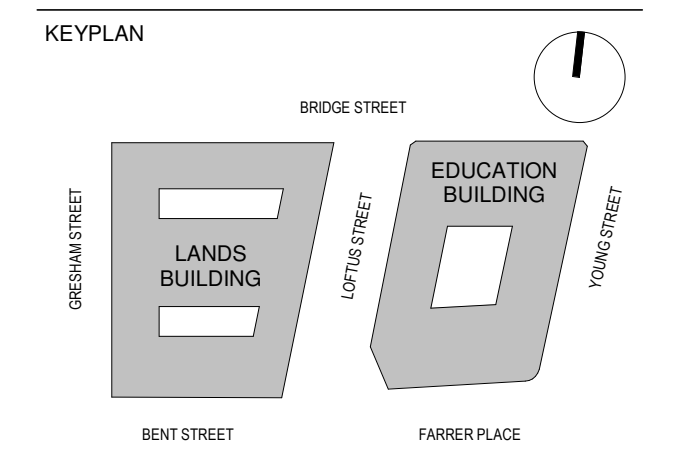 KEYPLAN
BRIDGE STREET
EDUCATION
BUILDING
GRESHAM STREET
LANDS
BUILDING
LOFTUS STREET
YOUNG STREET
BENT STREET
FARRER PLACE